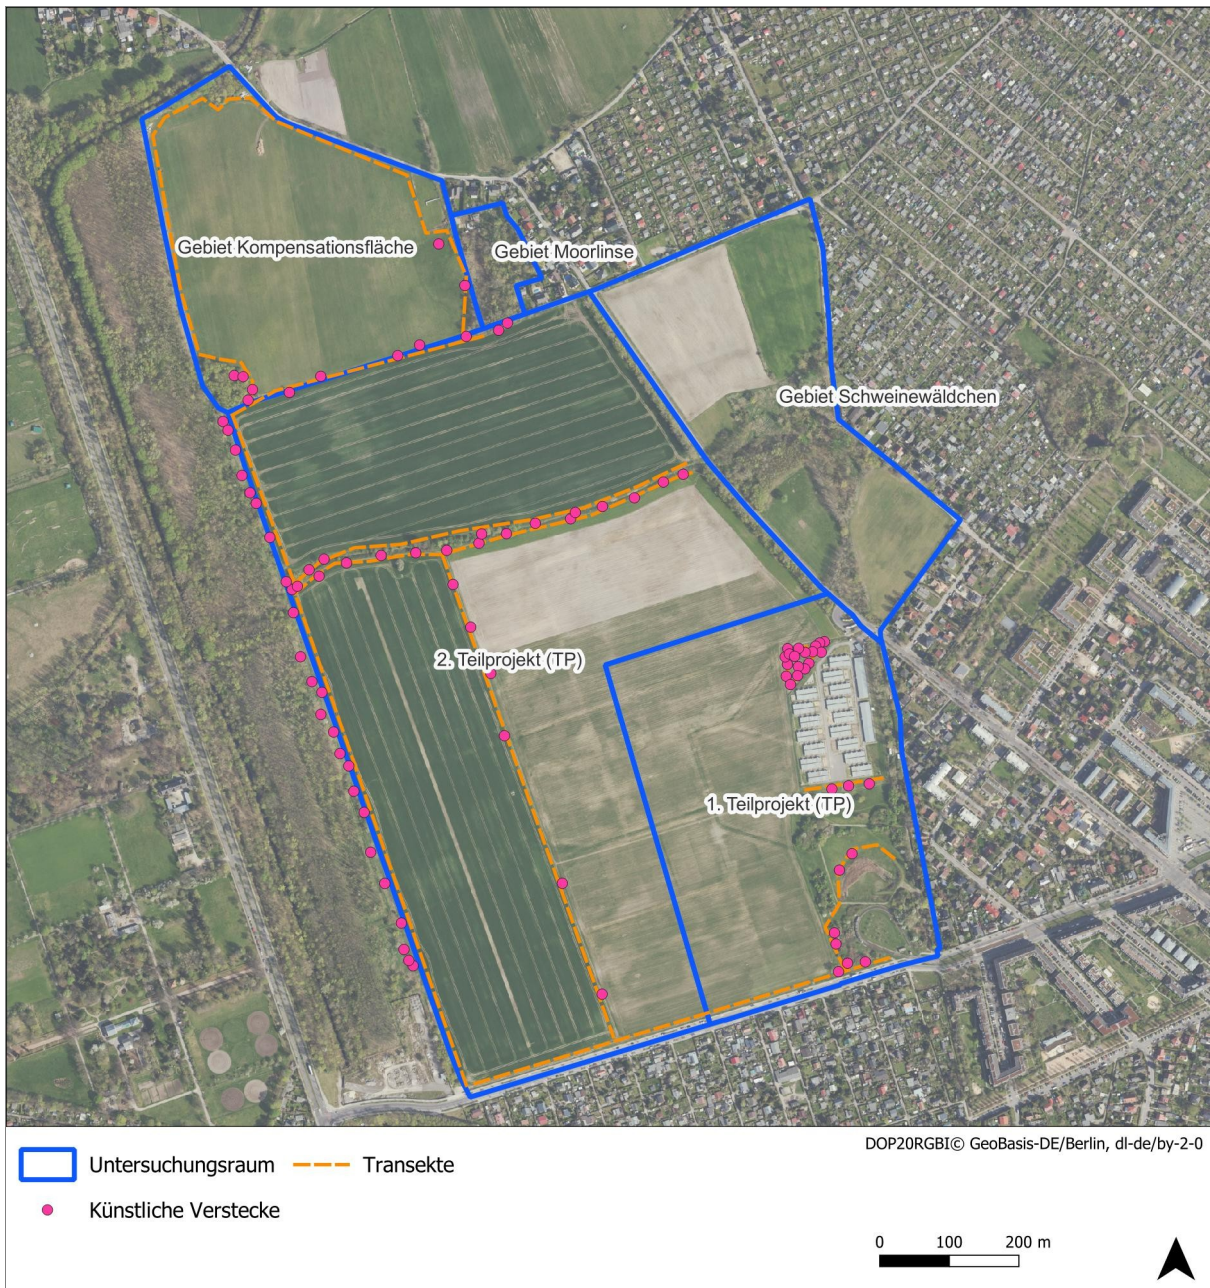 Gebiet Kompensationsfläche
Gebiet Moorlinse
Gebiet Schweinewäldchen
2. Teilprojekt (TP)
1. Teilprojekt (TP)
DOP20RGBI© GeoBasis-DE/Berlin, dl-de/by-2-0
Untersuchungsraum
Transekte
Künstliche Verstecke
0 100 200 m